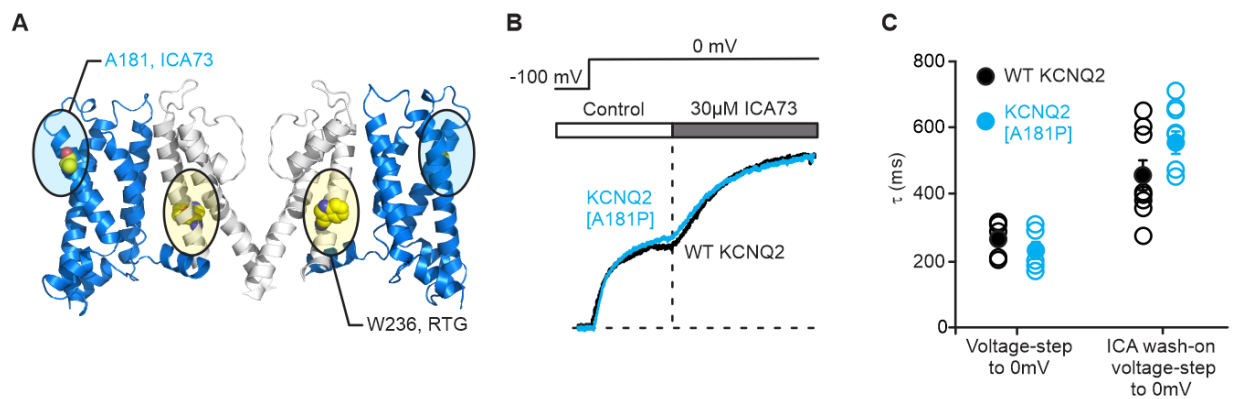 A
A181, ICA73
W236, RTG
B
0 mV
-100 mV
Control
30µM ICA73
KCNQ2
[A181P]
WT KCNQ2
C
800
600
400
200
0
τ (ms)
WT KCNQ2
KCNQ2
[A181P]
Voltage-step
to 0mV
ICA wash-on
voltage-step
to 0mV